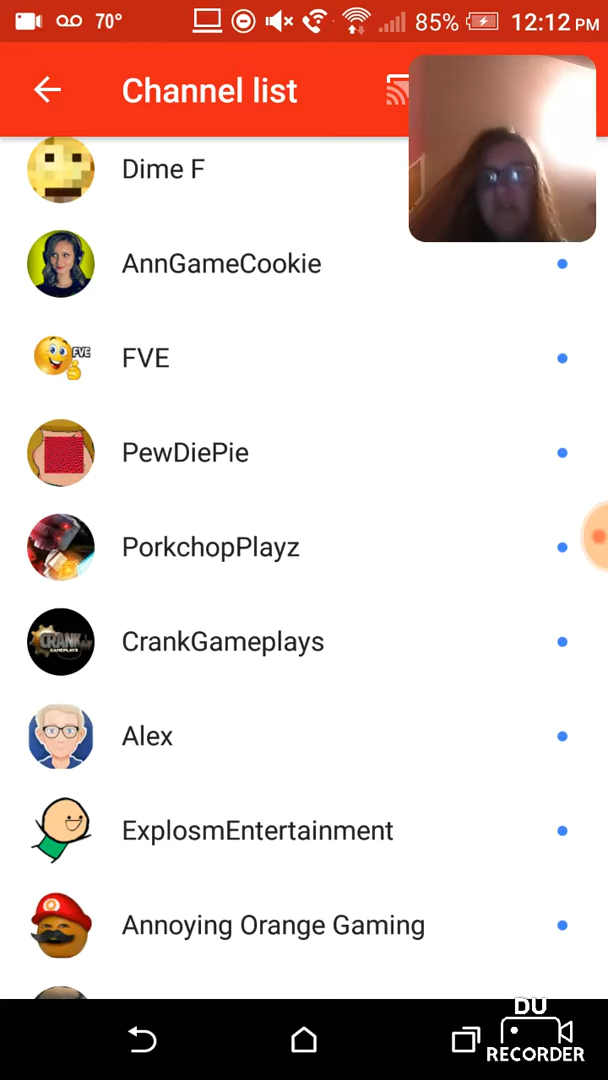 70° 85% 12:12 PM
Channel list
Dime F
AnnGameCookie
FVE
FVE
PewDiePie
PorkchopPlayz
CRANK
GAMEPLAYS
CrankGameplays
Alex
ExplosmEntertainment
Annoying Orange Gaming
DU
RECORDER